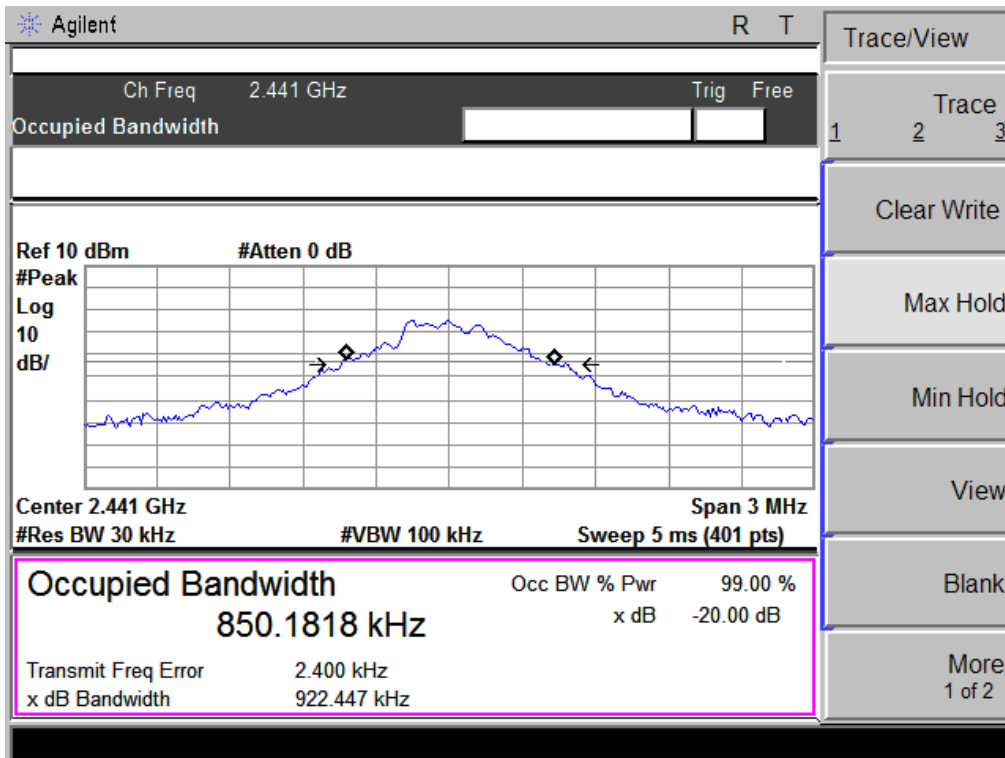 Agilent R T
Ch Freq 2.441 GHz Trig Free
Occupied Bandwidth
Ref 10 dBm #Atten 0 dB
#Peak
Log
10
dB/
Center 2.441 GHz Span 3 MHz
#Res BW 30 kHz #VBW 100 kHz Sweep 5 ms (401 pts)
Occupied Bandwidth Occ BW % Pwr 99.00 %
850.1818 kHz x dB -20.00 dB
Transmit Freq Error 2.400 kHz
x dB Bandwidth 922.447 kHz
Trace/View
Trace
1 2 3
Clear Write
Max Hold
Min Hold
View
Blank
More
1 of 2